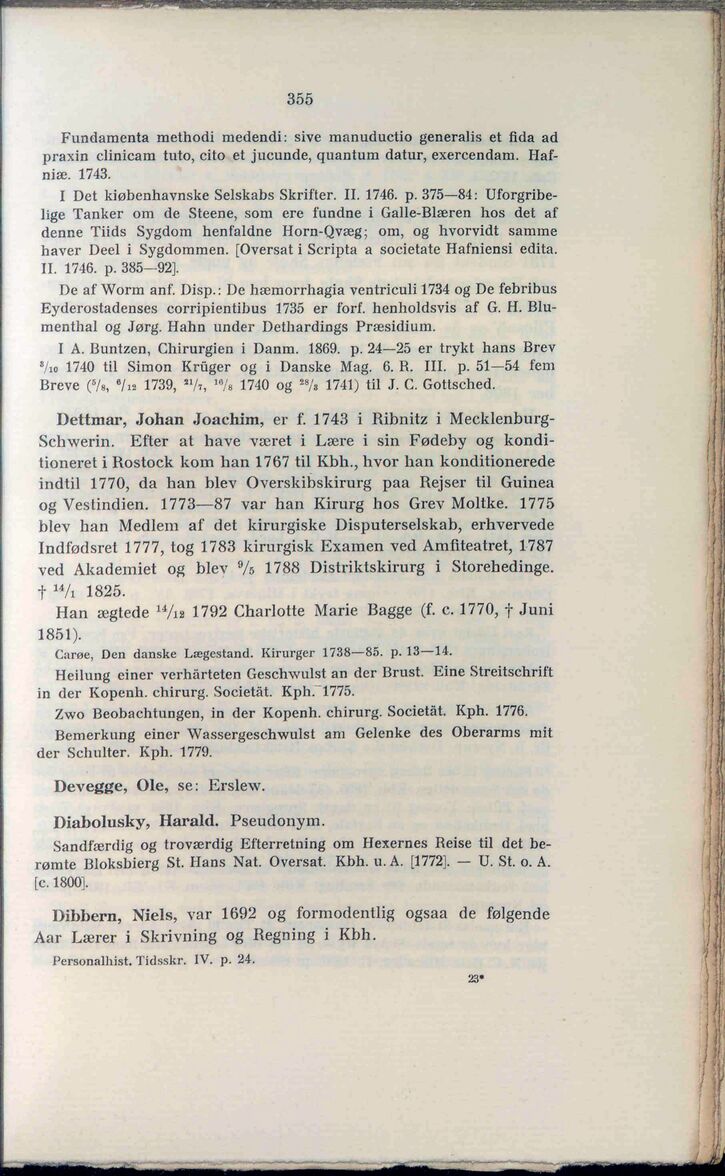 355
Fundamenta methodi medendi: sive manuductio generalis et fida ad
praxin clinicam tuto, cito et jucunde, quantum datur, exercendam. Haf-
niæ. 1743.
I Det kiøbenhavnske Selskabs Skrifter. II. 1746. p. 375—84: Uforgribe-
lige Tanker om de Steene, som ere fundne i Galle-Blæren hos det af
denne Tiids Sygdom henfaldne Horn-Qvæg; om, og hvorvidt samme
haver Deel i Sygdommen. [Oversat i Scripta a societate Hafniensi edita.
II. 1746. p. 385—92].
De af Worm anf. Disp.: De hæmorrhagia ventriculi 1734 og De febribus
Eyderostadenses corripientibus 1735 er forf. henholdsvis af G. H. Blu-
menthal og Jørg. Hahn under Dethardings Præsidium.
I A. Buntzen, Chirurgien i Danm. 1869. p. 24—25 er trykt hans Brev
⁸/₁₀ 1740 til Simon Krüger og i Danske Mag. 6. R. III. p. 51—54 fem
Breve (⁵/₈, ⁶/₁₂ 1739, ²¹/₇, ¹⁶/₈ 1740 og ²⁸/₃ 1741) til J. C. Gottsched.
Dettmar, Johan Joachim, er f. 1743 i Ribnitz i Mecklenburg-
Schwerin. Efter at have været i Lære i sin Fødeby og kondi-
tioneret i Rostock kom han 1767 til Kbh., hvor han konditionerede
indtil 1770, da han blev Overskibskirurg paa Rejser til Guinea
og Vestindien. 1773—87 var han Kirurg hos Grev Moltke. 1775
blev han Medlem af det kirurgiske Disputerselskab, erhvervede
Indfødsret 1777, tog 1783 kirurgisk Examen ved Amfiteatret, 1787
ved Akademiet og blev ⁹/₅ 1788 Distriktskirurg i Storehedinge.
† ¹⁴/₁ 1825.
Han ægtede ¹⁴/₁₂ 1792 Charlotte Marie Bagge (f. c. 1770, † Juni
1851).
Carøe, Den danske Lægestand. Kirurger 1738—85. p. 13—14.
Heilung einer verhärteten Geschwulst an der Brust. Eine Streitschrift
in der Kopenh. chirurg. Societät. Kph. 1775.
Zwo Beobachtungen, in der Kopenh. chirurg. Societät. Kph. 1776.
Bemerkung einer Wassergeschwulst am Gelenke des Oberarms mit
der Schulter. Kph. 1779.
Devegge, Ole, se: Erslew.
Diabolusky, Harald. Pseudonym.
Sandfærdig og troværdig Efterretning om Hexernes Reise til det be-
rømte Bloksbierg St. Hans Nat. Oversat. Kbh. u. A. [1772]. — U. St. o. A.
[c. 1800].
Dibbern, Niels, var 1692 og formodentlig ogsaa de følgende
Aar Lærer i Skrivning og Regning i Kbh.
Personalhist. Tidsskr. IV. p. 24.
23*